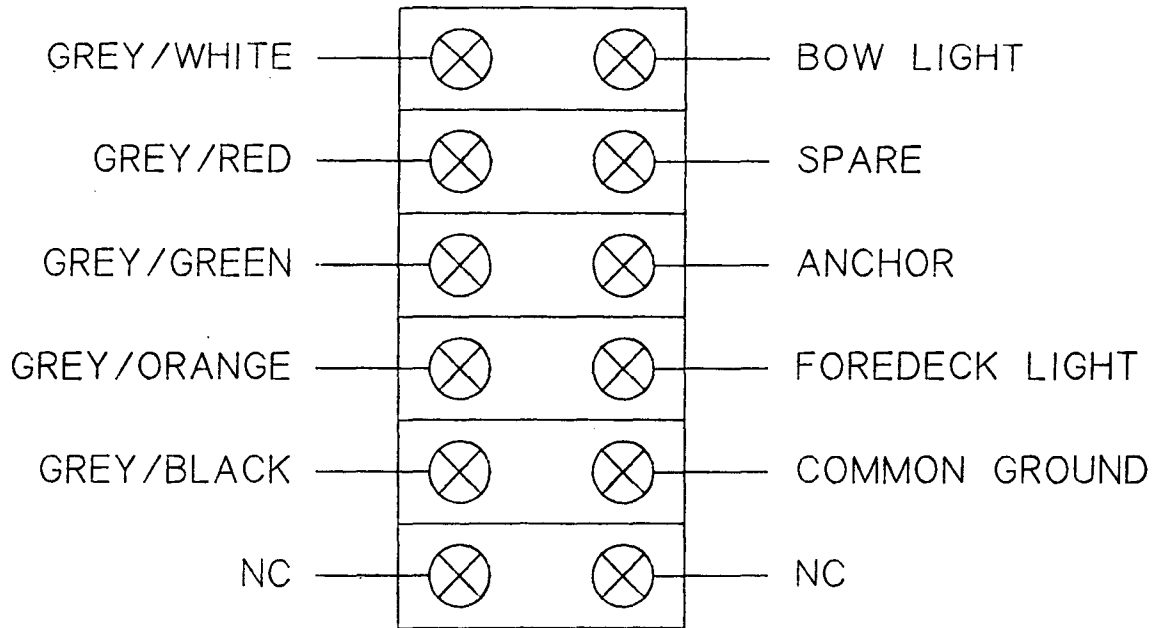 GREY/WHITE BOW LIGHT
GREY/RED SPARE
GREY/GREEN ANCHOR
GREY/ORANGE FOREDECK LIGHT
GREY/BLACK COMMON GROUND
NC NC